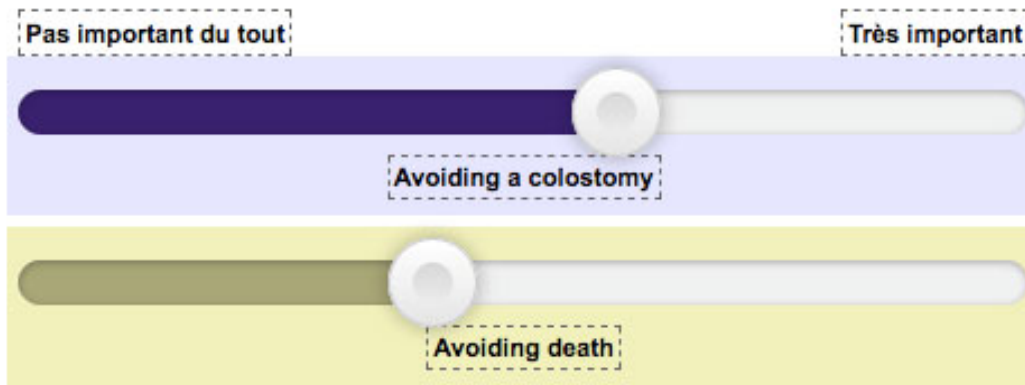 Pas important du tout
Très important
Avoiding a colostomy
Avoiding death